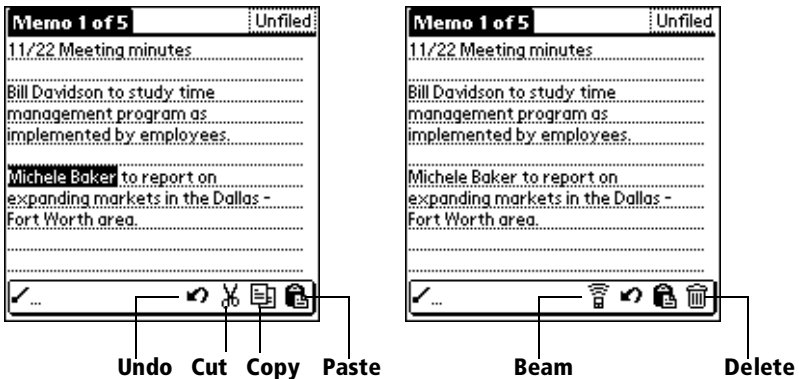 Memo 1 of 5
Unfiled
11/22 Meeting minutes
Bill Davidson to study time
management program as
implemented by employees.
Michele Baker to report on
expanding markets in the Dallas -
Fort Worth area.
...
Undo Cut Copy Paste
Memo 1 of 5
Unfiled
11/22 Meeting minutes
Bill Davidson to study time
management program as
implemented by employees.
Michele Baker to report on
expanding markets in the Dallas -
Fort Worth area.
...
Beam Delete